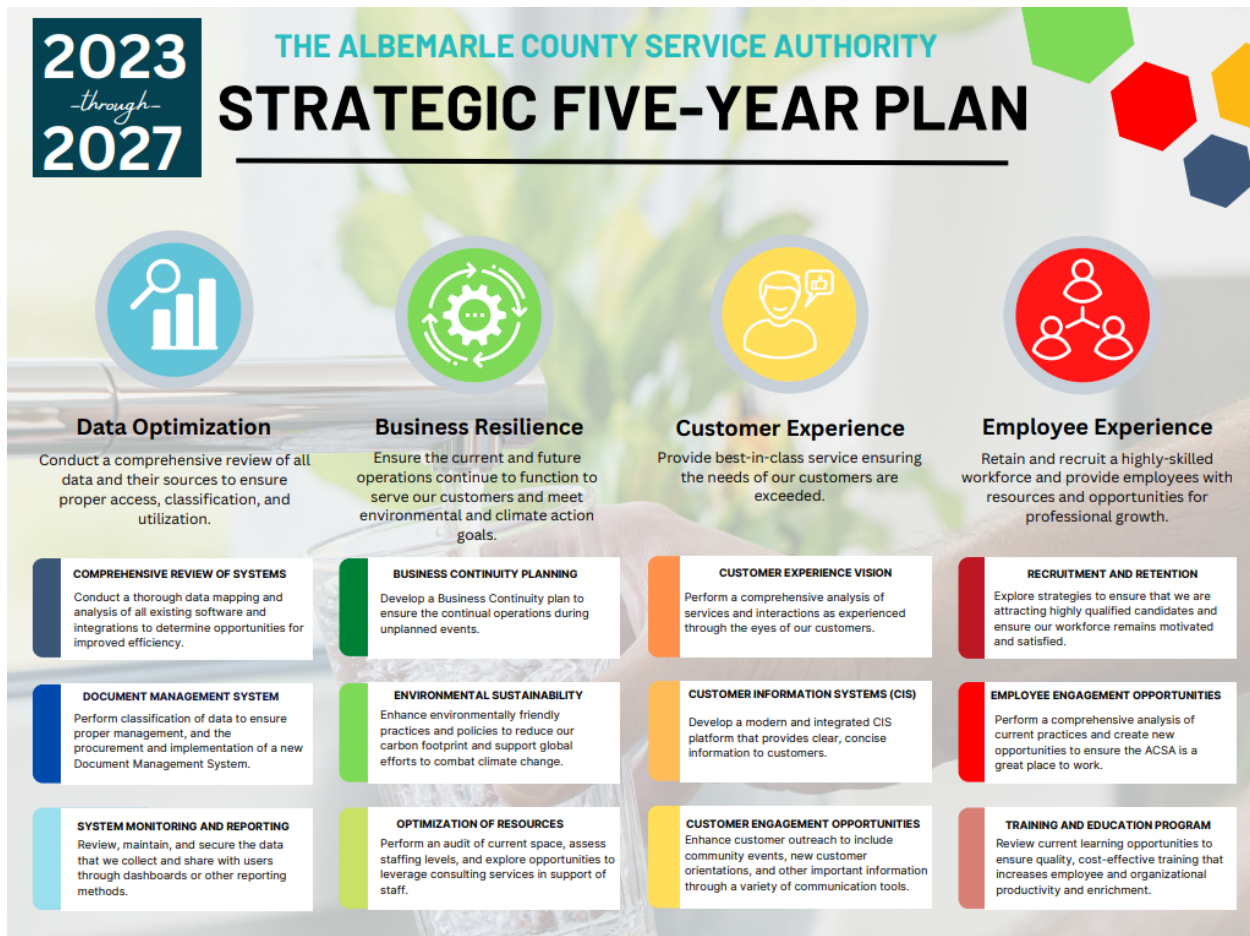 2023
-through-
2027
THE ALBEMARLE COUNTY SERVICE AUTHORITY
STRATEGIC FIVE-YEAR PLAN
Data Optimization
Conduct a comprehensive review of all
data and their sources to ensure
proper access, classification, and
utilization.
COMPREHENSIVE REVIEW OF SYSTEMS
Conduct a thorough data mapping and
analysis of all existing software and
integrations to determine opportunities for
improved efficiency.
DOCUMENT MANAGEMENT SYSTEM
Perform classification of data to ensure
proper management, and the
procurement and implementation of a new
Document Management System.
SYSTEM MONITORING AND REPORTING
Review, maintain, and secure the data
that we collect and share with users
through dashboards or other reporting
methods.
Business Resilience
Ensure the current and future
operations continue to function to
serve our customers and meet
environmental and climate action
goals.
BUSINESS CONTINUITY PLANNING
Develop a Business Continuity plan to
ensure the continual operations during
unplanned events.
ENVIRONMENTAL SUSTAINABILITY
Enhance environmentally friendly
practices and policies to reduce our
carbon footprint and support global
efforts to combat climate change.
OPTIMIZATION OF RESOURCES
Perform an audit of current space, assess
staffing levels, and explore opportunities to
leverage consulting services in support of
staff.
Customer Experience
Provide best-in-class service ensuring
the needs of our customers are
exceeded.
CUSTOMER EXPERIENCE VISION
Perform a comprehensive analysis of
services and interactions as experienced
through the eyes of our customers.
CUSTOMER INFORMATION SYSTEMS (CIS)
Develop a modern and integrated CIS
platform that provides clear, concise
information to customers.
CUSTOMER ENGAGEMENT OPPORTUNITIES
Enhance customer outreach to include
community events, new customer
orientations, and other important information
through a variety of communication tools.
Employee Experience
Retain and recruit a highly-skilled
workforce and provide employees with
resources and opportunities for
professional growth.
RECRUITMENT AND RETENTION
Explore strategies to ensure that we are
attracting highly qualified candidates and
ensure our workforce remains motivated
and satisfied.
EMPLOYEE ENGAGEMENT OPPORTUNITIES
Perform a comprehensive analysis of
current practices and create new
opportunities to ensure the ACSA is a
great place to work.
TRAINING AND EDUCATION PROGRAM
Review current learning opportunities to
ensure quality, cost-effective training that
increases employee and organizational
productivity and enrichment.